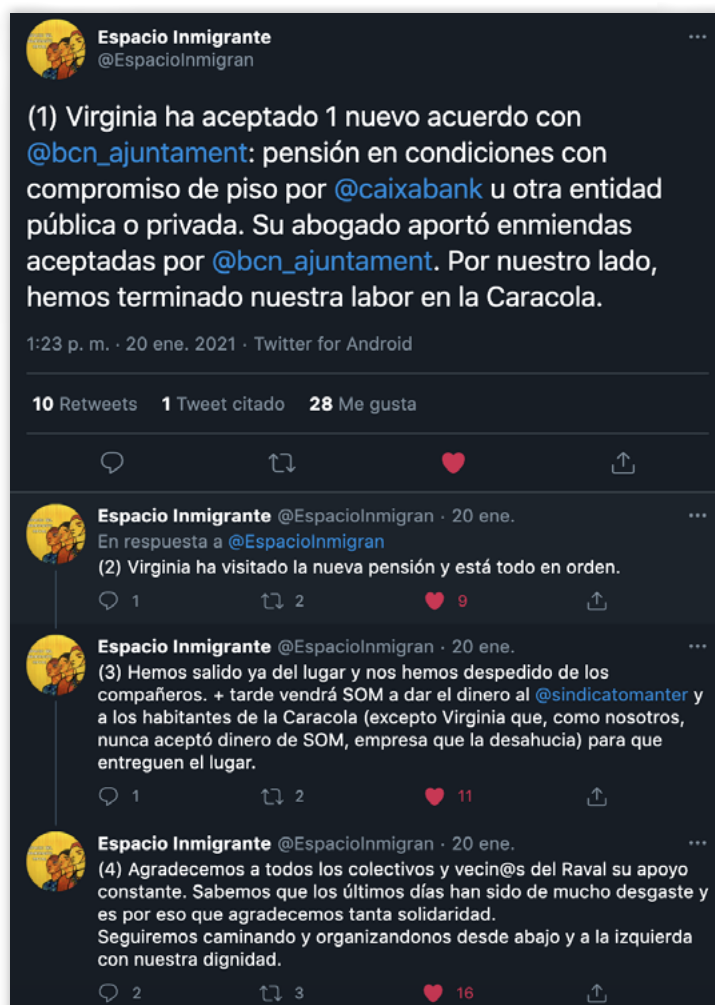 Espacio Inmigrante
@EspacioInmigran
(1) Virginia ha aceptado 1 nuevo acuerdo con
@bcn_ajuntament: pensión en condiciones con
compromiso de piso por @caixabank u otra entidad
pública o privada. Su abogado aportó enmiendas
aceptadas por @bcn_ajuntament. Por nuestro lado,
hemos terminado nuestra labor en la Caracola.
1:23 p. m. · 20 ene. 2021 · Twitter for Android
10 Retweets 1 Tweet citado 28 Me gusta
Espacio Inmigrante @EspacioInmigran · 20 ene.
En respuesta a @EspacioInmigran
(2) Virginia ha visitado la nueva pensión y está todo en orden.
1 2 9
Espacio Inmigrante @EspacioInmigran · 20 ene.
(3) Hemos salido ya del lugar y nos hemos despedido de los
compañeros. + tarde vendrá SOM a dar el dinero al @sindicatomanter y
a los habitantes de la Caracola (excepto Virginia que, como nosotros,
nunca aceptó dinero de SOM, empresa que la desahucia) para que
entreguen el lugar.
1 2 11
Espacio Inmigrante @EspacioInmigran · 20 ene.
(4) Agradecemos a todos los colectivos y vecin@s del Raval su apoyo
constante. Sabemos que los últimos días han sido de mucho desgaste y
es por eso que agradecemos tanta solidaridad.
Seguiremos caminando y organizandonos desde abajo y a la izquierda
con nuestra dignidad.
2 3 16